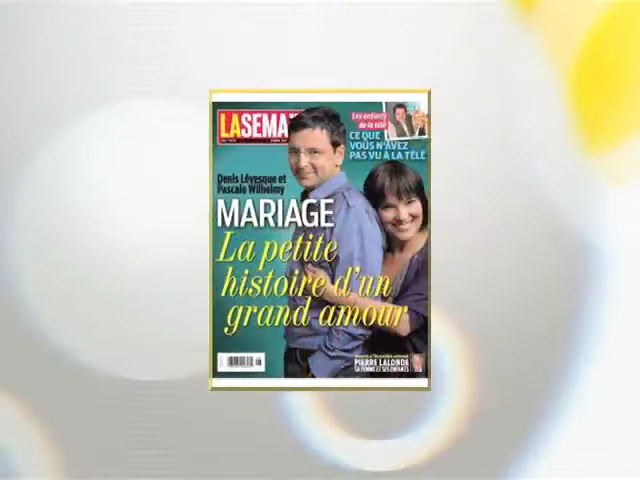 LA SEMA
Les enfants
de la télé
CE QUE
VOUS N'AVEZ
PAS VU À LA TÉLÉ
Denis Lévesque et
Pascale Wilhelmy
MARIAGE
La petite
histoire d'un
grand amour
PIERRE LALONDE
SA FEMME ET SES ENFANTS